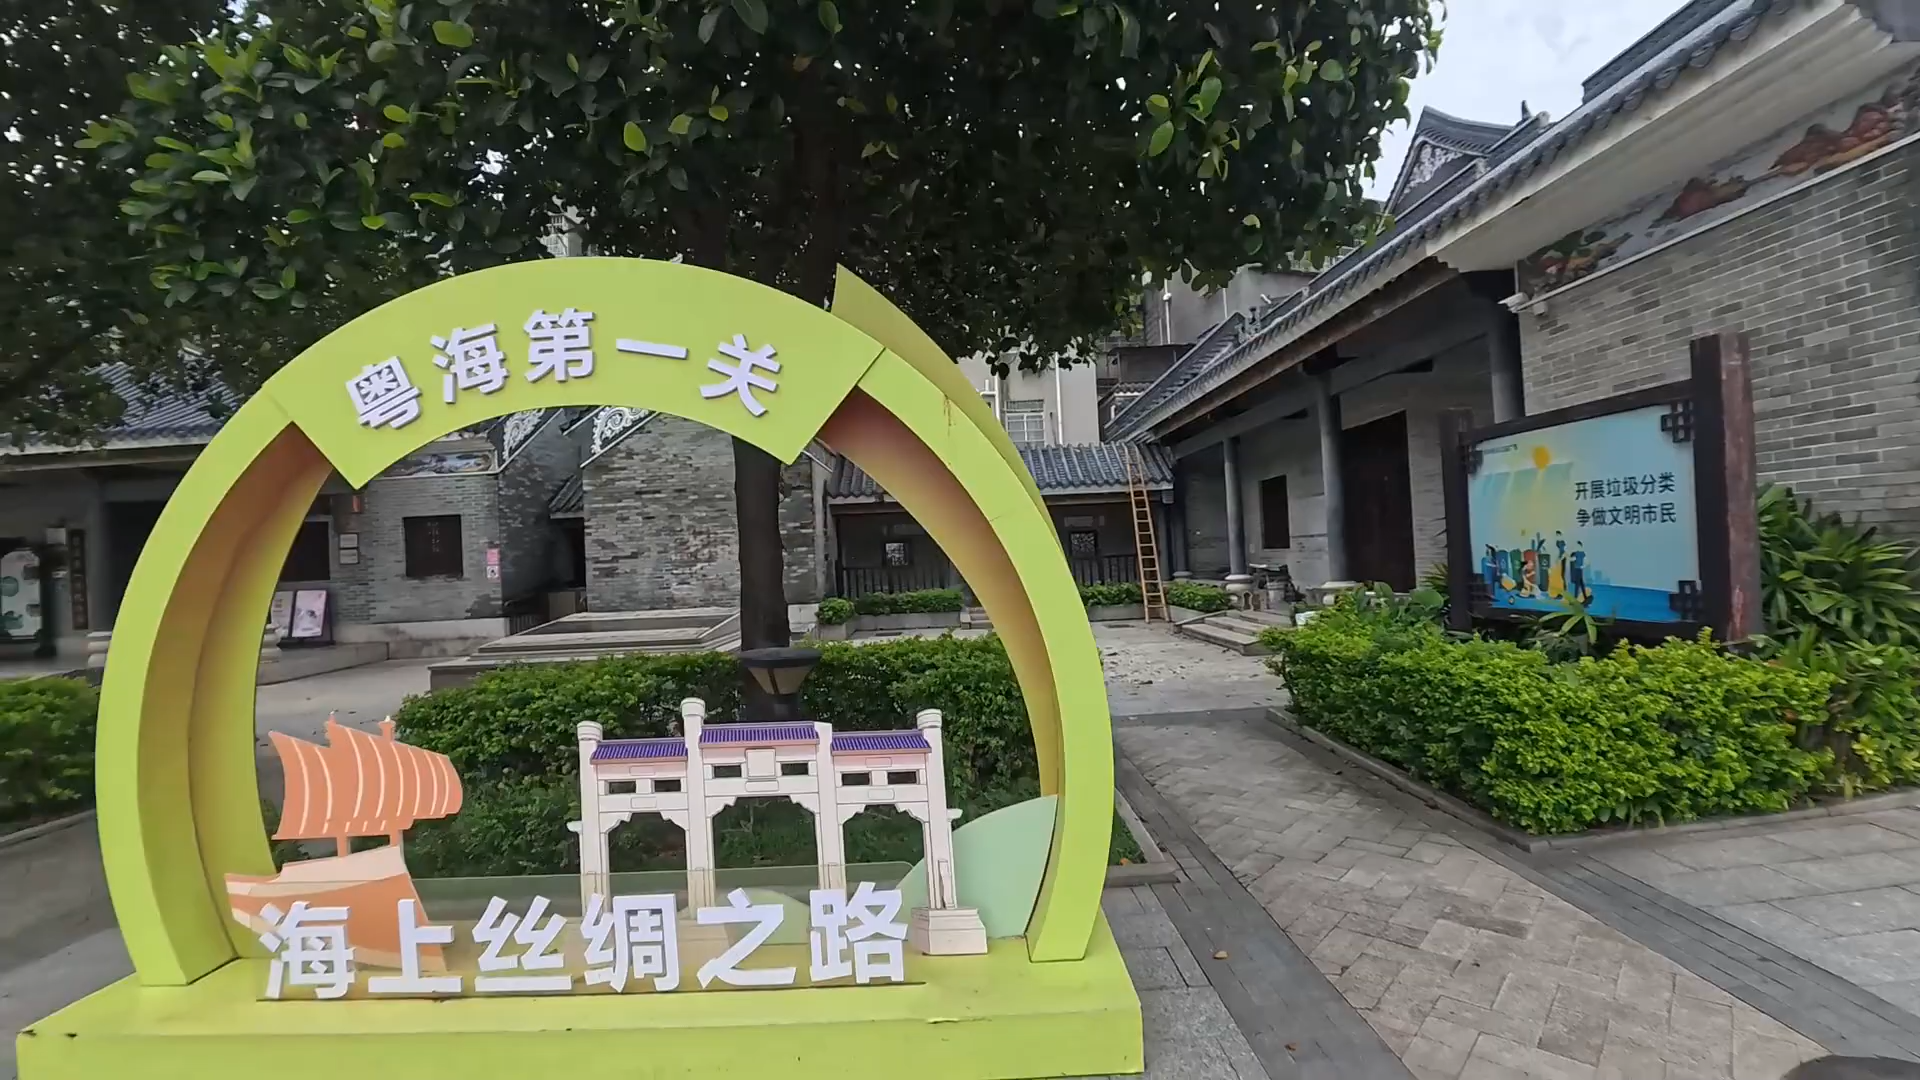 粤海第一关
海上丝绸之路
开展垃圾分类
争做文明市民